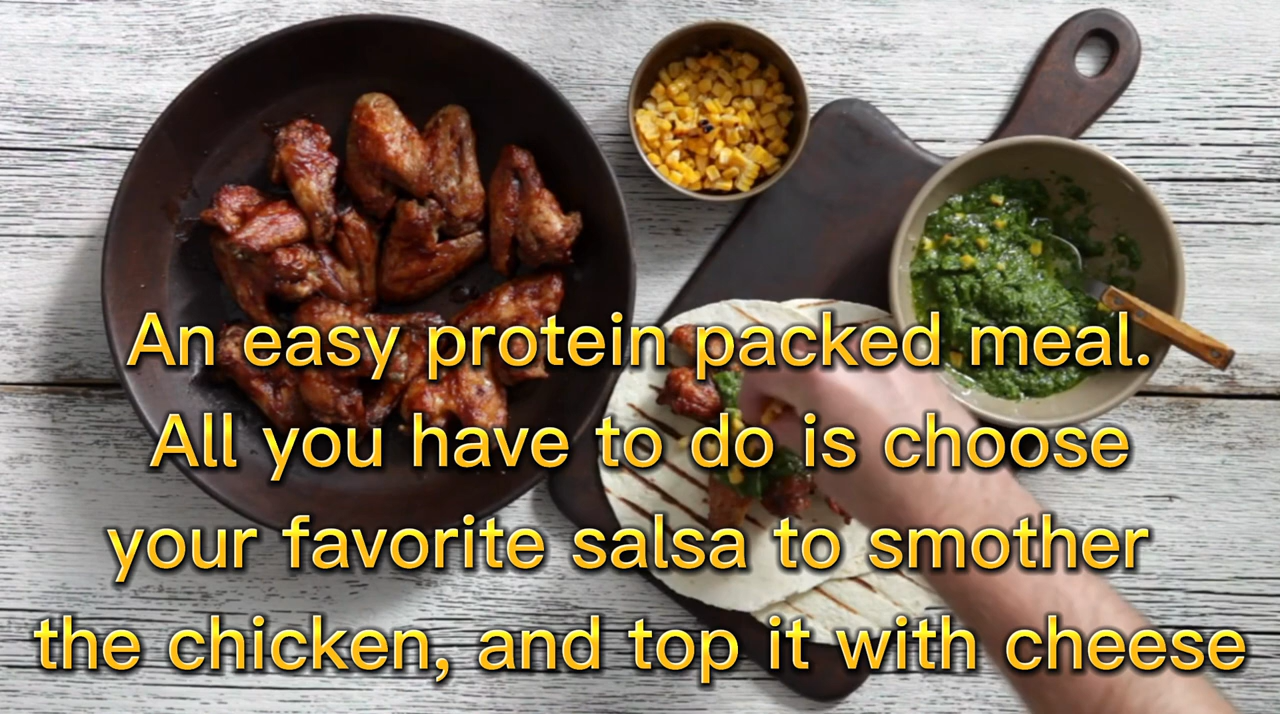 An easy protein packed meal.
All you have to do is choose
your favorite salsa to smother
the chicken, and top it with cheese